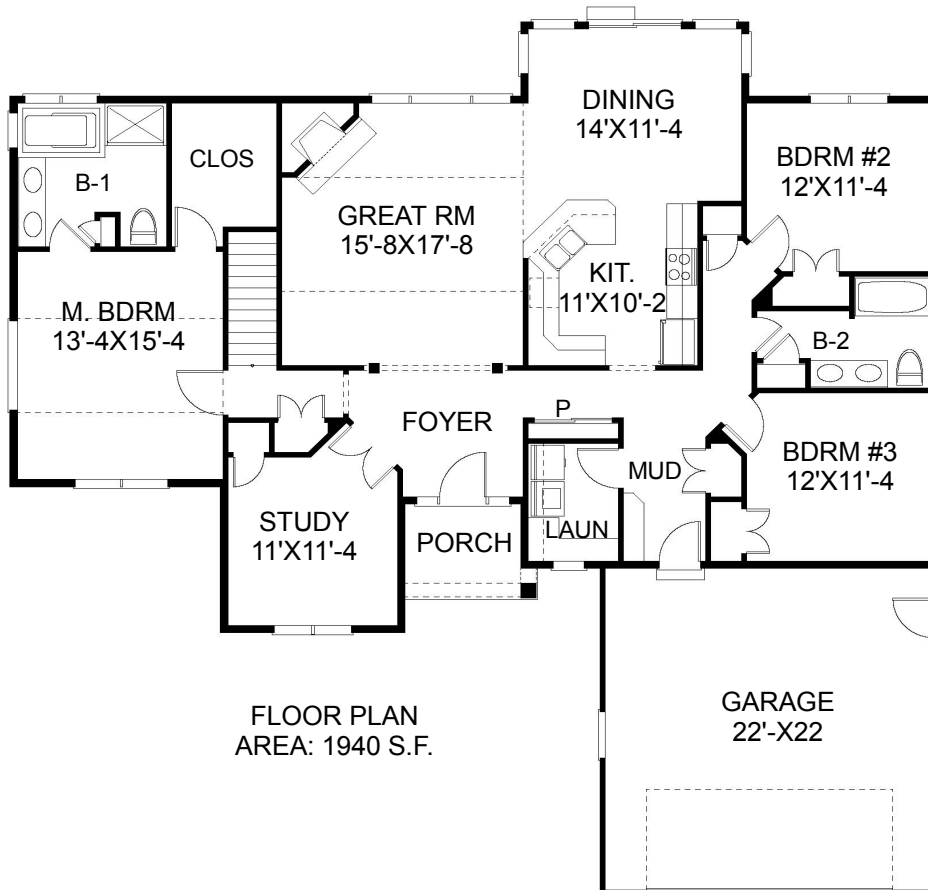 DINING
14'X11'-4
BDRM #2
12'X11'-4
CLOS
B-1
GREAT RM
15'-8X17'-8
KIT.
11'X10'-2
M. BDRM
13'-4X15'-4
B-2
P
FOYER
BDRM #3
12'X11'-4
MUD
STUDY
11'X11'-4
PORCH
LAUN
GARAGE
22'-X22
FLOOR PLAN
AREA: 1940 S.F.